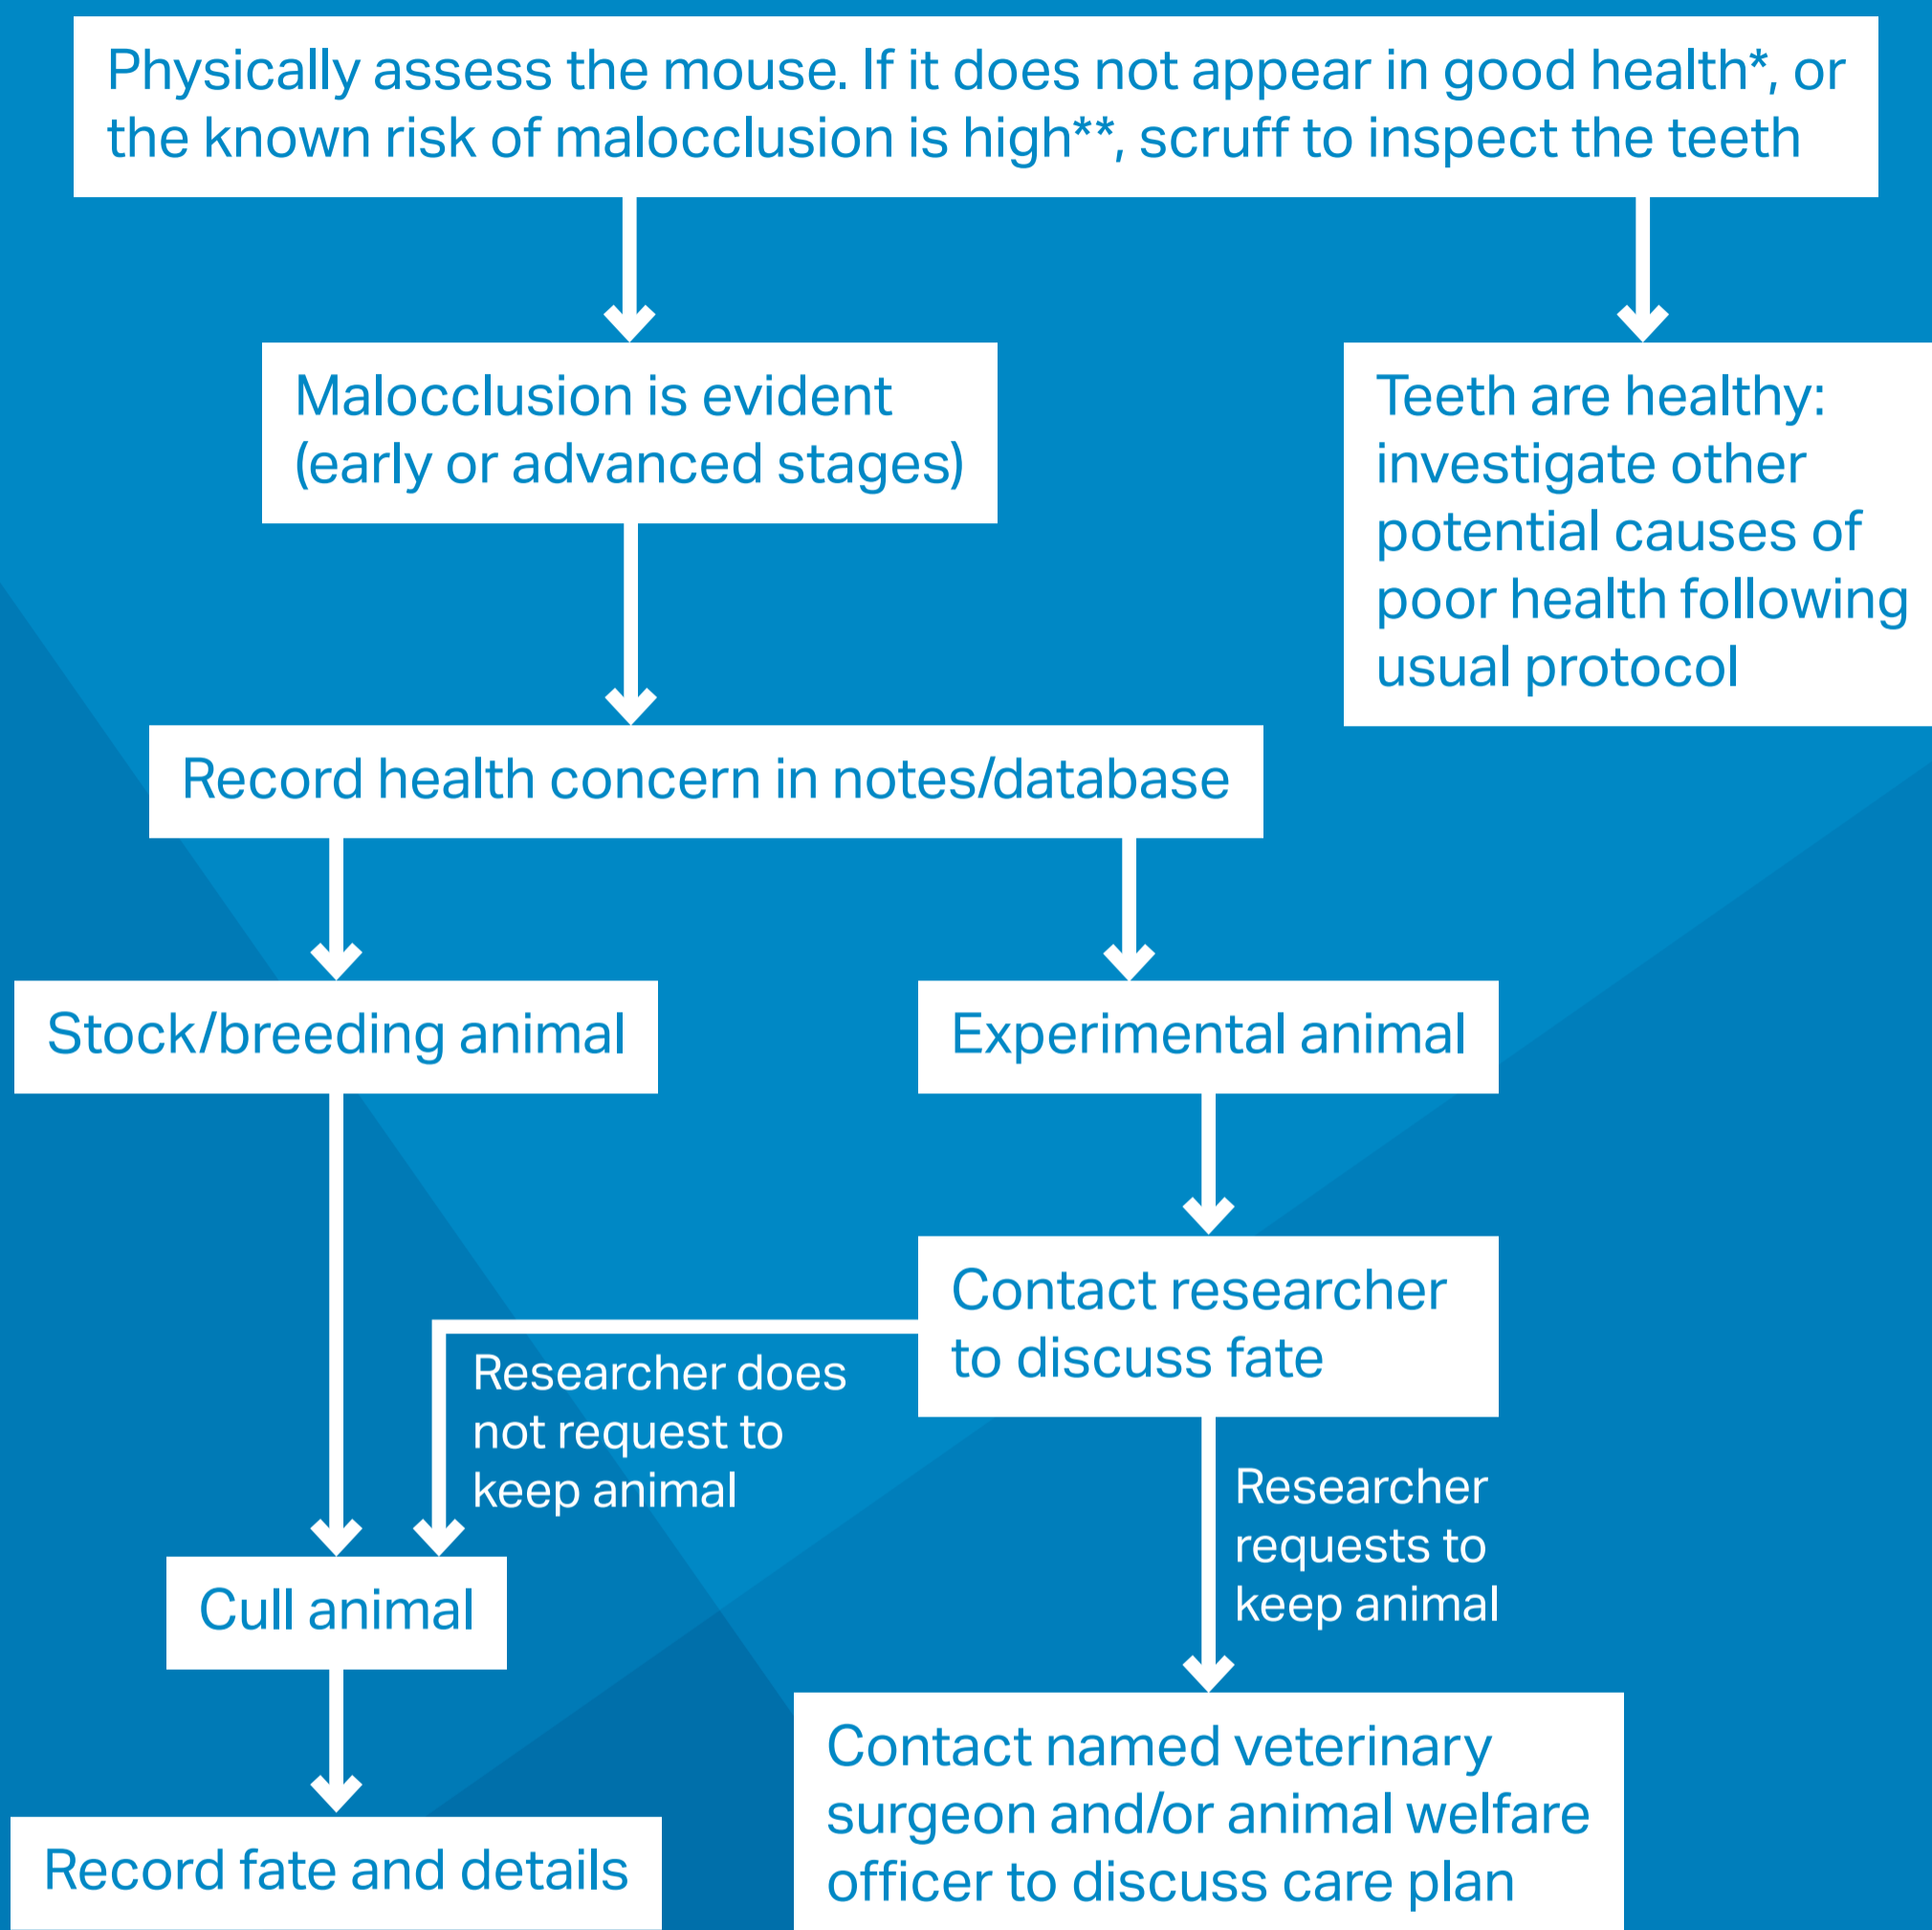 Physically assess the mouse. If it does not appear in good health*, or
the known risk of malocclusion is high**, scruff to inspect the teeth
Malocclusion is evident
(early or advanced stages)
Teeth are healthy:
investigate other
potential causes of
poor health following
usual protocol
Record health concern in notes/database
Stock/breeding animal
Experimental animal
Contact researcher
to discuss fate
Researcher does
not request to
keep animal
Researcher
requests to
keep animal
Cull animal
Contact named veterinary
surgeon and/or animal welfare
officer to discuss care plan
Record fate and details